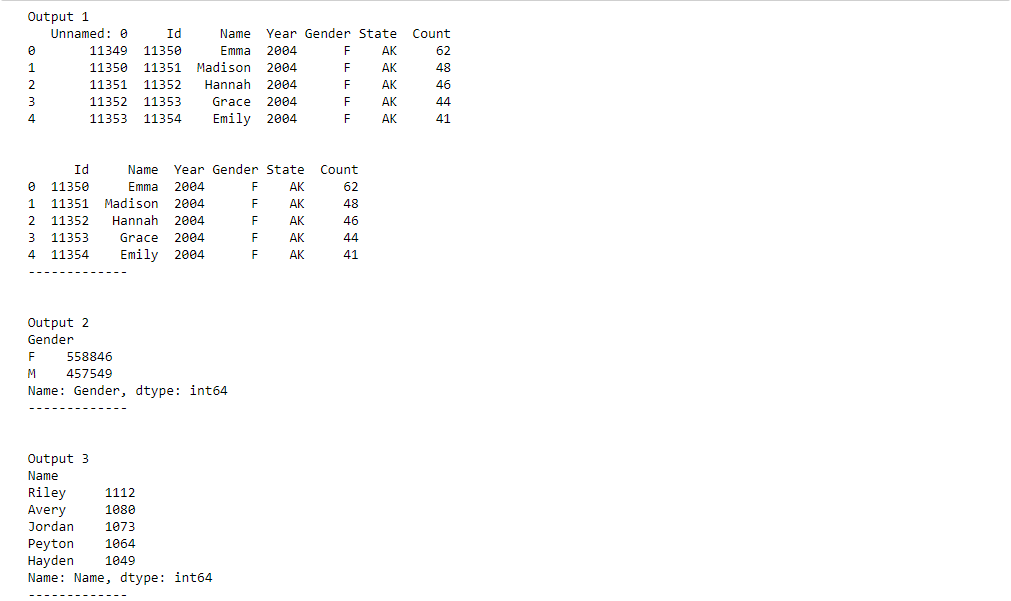 Output 1
   Unnamed: 0     Id     Name  Year Gender State  Count
0       11349  11350     Emma  2004      F    AK     62
1       11350  11351  Madison  2004      F    AK     48
2       11351  11352   Hannah  2004      F    AK     46
3       11352  11353    Grace  2004      F    AK     44
4       11353  11354    Emily  2004      F    AK     41
      Id     Name  Year Gender State  Count
0  11350     Emma  2004      F    AK     62
1  11351  Madison  2004      F    AK     48
2  11352   Hannah  2004      F    AK     46
3  11353    Grace  2004      F    AK     44
4  11354    Emily  2004      F    AK     41
-------------
Output 2
Gender
F    558846
M    457549
Name: Gender, dtype: int64
-------------
Output 3
Name
Riley     1112
Avery     1080
Jordan    1073
Peyton    1064
Hayden    1049
Name: Name, dtype: int64
-------------